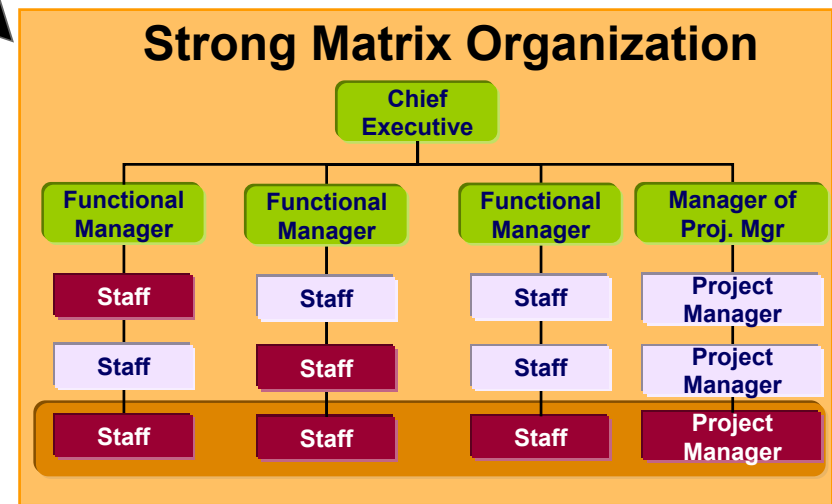 Strong Matrix Organization
Chief
Executive
Functional
Manager
Functional
Manager
Functional
Manager
Manager of
Proj. Mgr
Staff
Staff
Staff
Project
Manager
Staff
Staff
Staff
Project
Manager
Staff
Staff
Staff
Project
Manager